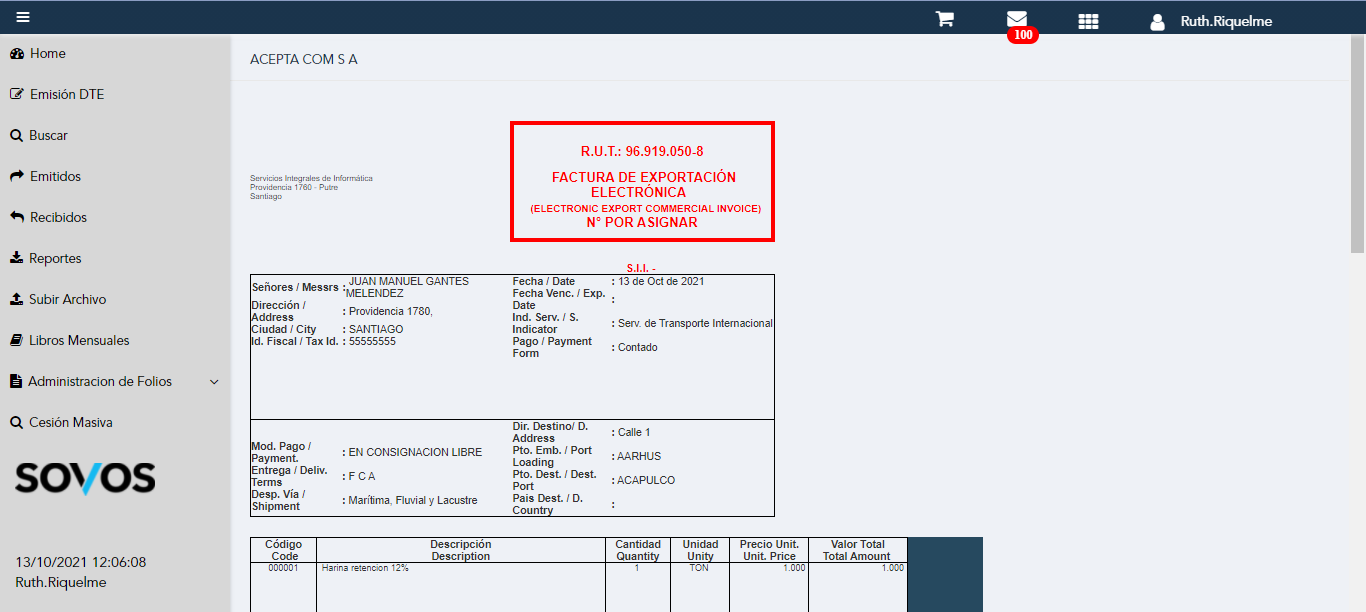 Ruth.Riquelme
100
Home
Emisión DTE
Buscar
Emitidos
Recibidos
Reportes
Subir Archivo
Libros Mensuales
Administracion de Folios
Cesión Masiva
SOVOS
13/10/2021 12:06:08
Ruth.Riquelme
ACEPTA COM S A
Servicios Integrales de Informática
Providencia 1760 - Putre
Santiago
R.U.T.: 96.919.050-8
FACTURA DE EXPORTACIÓN
ELECTRÓNICA
(ELECTRONIC EXPORT COMMERCIAL INVOICE)
N° POR ASIGNAR
S.I.I. -
Señores / Messrs : JUAN MANUEL GANTES
MELENDEZ
Dirección /
Address : Providencia 1780,
Ciudad / City : SANTIAGO
Id. Fiscal / Tax Id. : 55555555
Fecha / Date : 13 de Oct de 2021
Fecha Venc. / Exp.
Date :
Ind. Serv. / S.
Indicator : Serv. de Transporte Internacional
Pago / Payment
Form : Contado
Mod. Pago /
Payment. : EN CONSIGNACION LIBRE
Entrega / Deliv.
Terms : F C A
Desp. Vía /
Shipment : Marítima, Fluvial y Lacustre
Dir. Destino/ D.
Address : Calle 1
Pto. Emb. / Port
Loading : AARHUS
Pto. Dest. / Dest.
Port : ACAPULCO
Pais Dest. / D.
Country :
Código Descripción Cantidad Unidad Precio Unit. Valor Total
Code Description Quantity Unity Unit. Price Total Amount
000001 Harina retencion 12% 1 TON 1.000 1.000